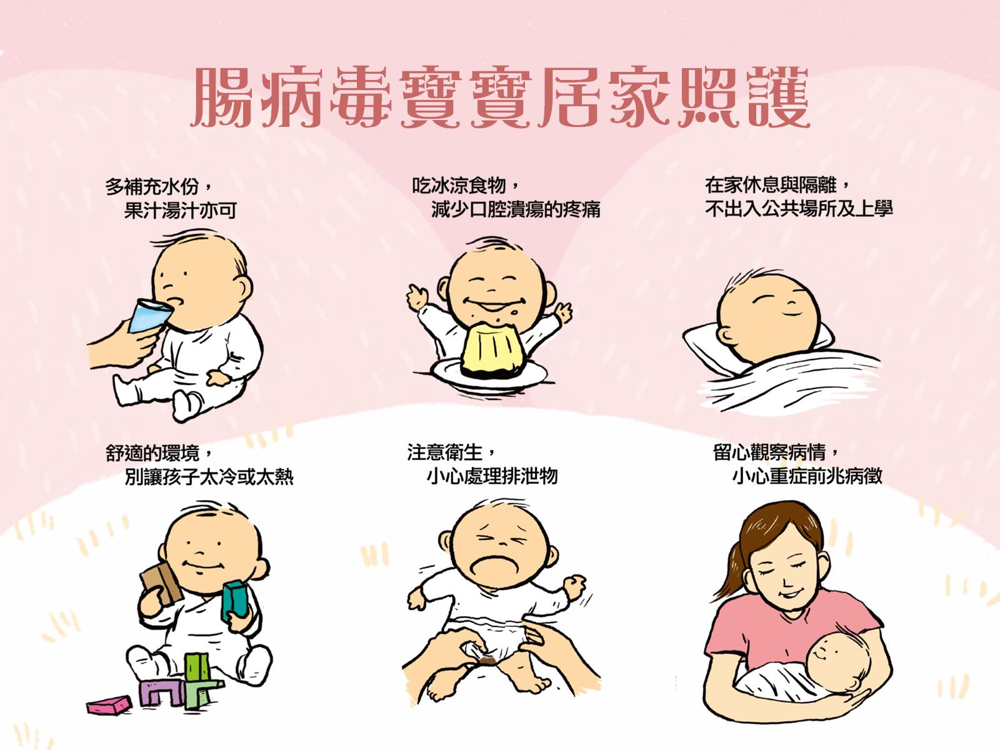 腸病毒寶寶居家照護
多補充水份，
果汁湯汁亦可
吃冰涼食物，
減少口腔潰瘍的疼痛
在家休息與隔離，
不出入公共場所及上學
舒適的環境，
別讓孩子太冷或太熱
注意衛生，
小心處理排泄物
留心觀察病情，
小心重症前兆病徵